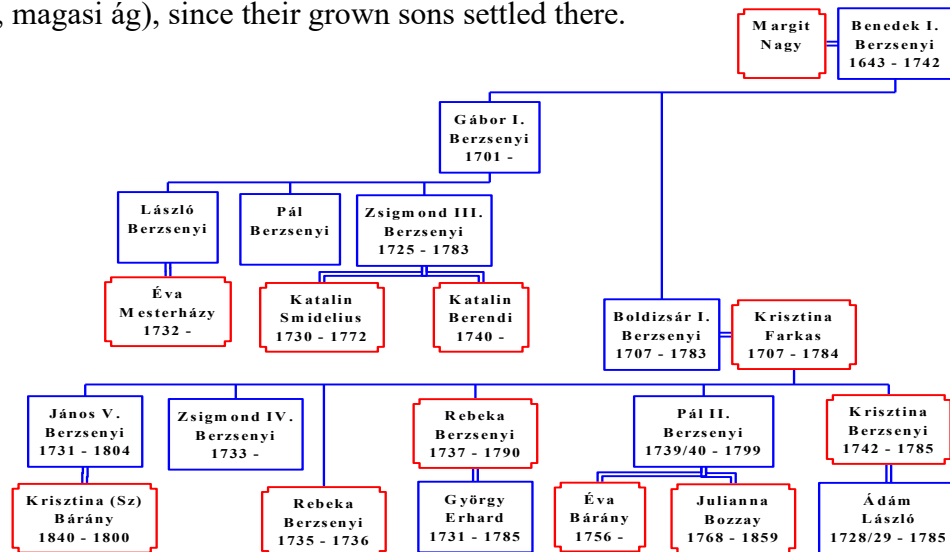 , magasi ág), since their grown sons settled there.
Margit
Nagy
Benedek I.
Berzsenyi
1643 - 1742
Gábor I.
Berzsenyi
1701 -
László
Berzsenyi
Pál
Berzsenyi
Zsigmond III.
Berzsenyi
1725 - 1783
Éva
Mesterházy
1732 -
Katalin
Smidelius
1730 - 1772
Katalin
Berendi
1740 -
Boldizsár I.
Berzsenyi
1707 - 1783
Krisztina
Farkas
1707 - 1784
János V.
Berzsenyi
1731 - 1804
Zsigmond IV.
Berzsenyi
1733 -
Rebeka
Berzsenyi
1737 - 1790
Pál II.
Berzsenyi
1739/40 - 1799
Krisztina
Berzsenyi
1742 - 1785
Krisztina (Sz)
Bárány
1840 - 1800
Rebeka
Berzsenyi
1735 - 1736
György
Erhard
1731 - 1785
Éva
Bárány
1756 -
Julianna
Bozzay
1768 - 1859
Ádám
László
1728/29 - 1785